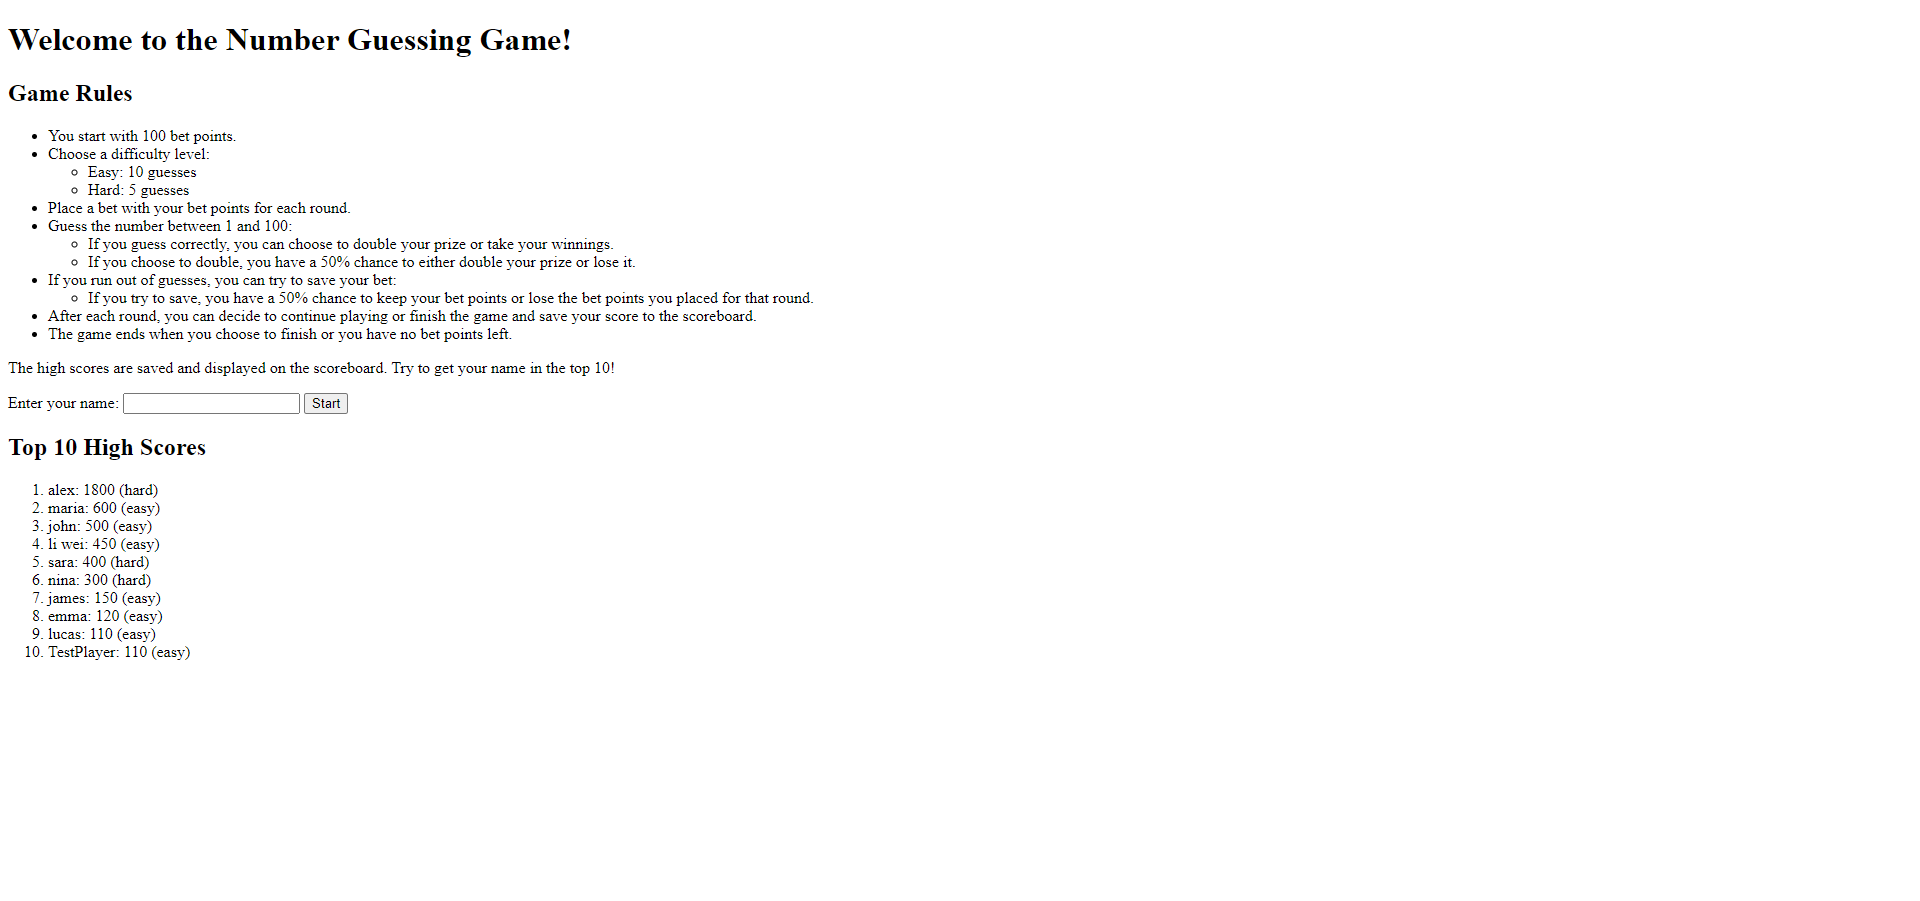 Welcome to the Number Guessing Game!
Game Rules
• You start with 100 bet points.
• Choose a difficulty level:
◦ Easy: 10 guesses
◦ Hard: 5 guesses
• Place a bet with your bet points for each round.
• Guess the number between 1 and 100:
◦ If you guess correctly, you can choose to double your prize or take your winnings.
◦ If you choose to double, you have a 50% chance to either double your prize or lose it.
• If you run out of guesses, you can try to save your bet:
◦ If you try to save, you have a 50% chance to keep your bet points or lose the bet points you placed for that round.
• After each round, you can decide to continue playing or finish the game and save your score to the scoreboard.
• The game ends when you choose to finish or you have no bet points left.
The high scores are saved and displayed on the scoreboard. Try to get your name in the top 10!
Enter your name: Start
Top 10 High Scores
1. alex: 1800 (hard)
2. maria: 600 (easy)
3. john: 500 (easy)
4. li wei: 450 (easy)
5. sara: 400 (hard)
6. nina: 300 (hard)
7. james: 150 (easy)
8. emma: 120 (easy)
9. lucas: 110 (easy)
10. TestPlayer: 110 (easy)